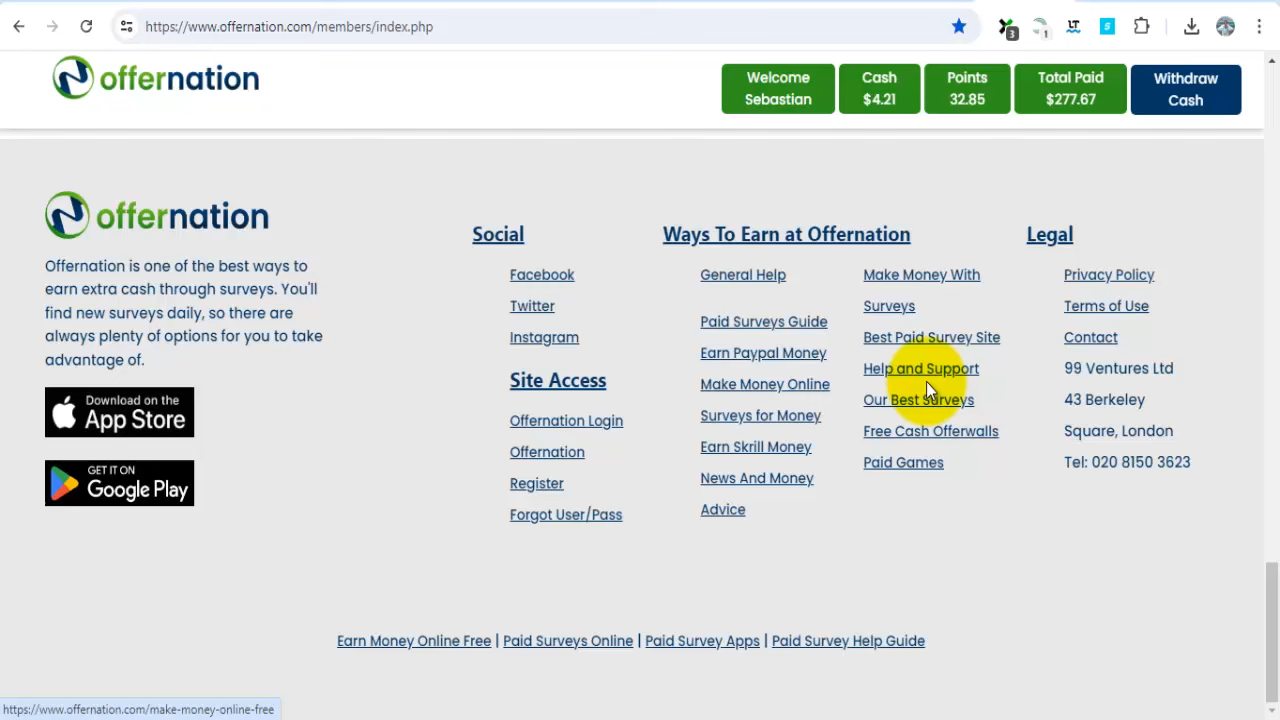 https://www.offernation.com/members/index.php
3
1
LT
S
offernation
Welcome
Sebastian
Cash
$4.21
Points
32.85
Total Paid
$277.67
Withdraw
Cash
offernation
Offernation is one of the best ways to
earn extra cash through surveys. You'll
find new surveys daily, so there are
always plenty of options for you to take
advantage of.
Download on the
App Store
GET IT ON
Google Play
Social
Facebook
Twitter
Instagram
Site Access
Offernation Login
Offernation
Register
Forgot User/Pass
Ways To Earn at Offernation
General Help
Paid Surveys Guide
Earn Paypal Money
Make Money Online
Surveys for Money
Earn Skrill Money
News And Money
Advice
Make Money With
Surveys
Best Paid Survey Site
Help and Support
Our Best Surveys
Free Cash Offerwalls
Paid Games
Legal
Privacy Policy
Terms of Use
Contact
99 Ventures Ltd
43 Berkeley
Square, London
Tel: 020 8150 3623
Earn Money Online Free | Paid Surveys Online | Paid Survey Apps | Paid Survey Help Guide
https://www.offernation.com/make-money-online-free